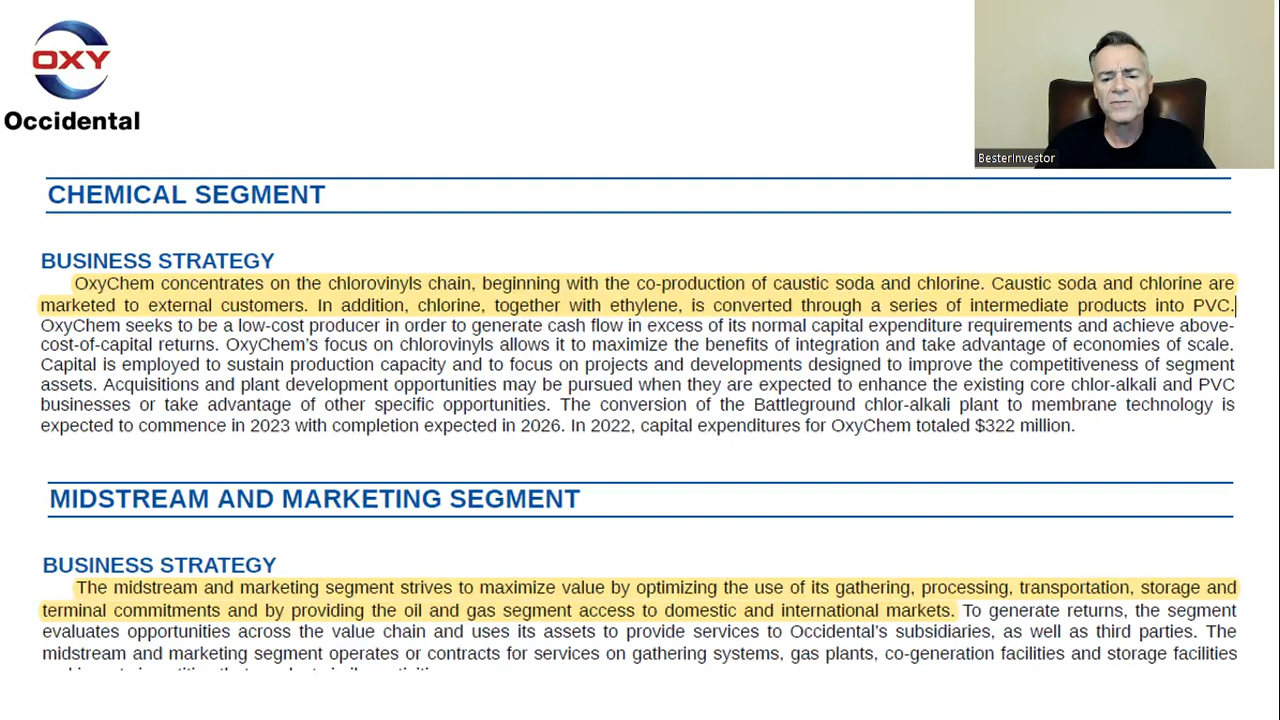 OXY
Occidental
BesterInvestor
CHEMICAL SEGMENT
BUSINESS STRATEGY
OxyChem concentrates on the chlorovinyls chain, beginning with the co-production of caustic soda and chlorine. Caustic soda and chlorine are
marketed to external customers. In addition, chlorine, together with ethylene, is converted through a series of intermediate products into PVC.
OxyChem seeks to be a low-cost producer in order to generate cash flow in excess of its normal capital expenditure requirements and achieve above-
cost-of-capital returns. OxyChem's focus on chlorovinyls allows it to maximize the benefits of integration and take advantage of economies of scale.
Capital is employed to sustain production capacity and to focus on projects and developments designed to improve the competitiveness of segment
assets. Acquisitions and plant development opportunities may be pursued when they are expected to enhance the existing core chlor-alkali and PVC
businesses or take advantage of other specific opportunities. The conversion of the Battleground chlor-alkali plant to membrane technology is
expected to commence in 2023 with completion expected in 2026. In 2022, capital expenditures for OxyChem totaled $322 million.
MIDSTREAM AND MARKETING SEGMENT
BUSINESS STRATEGY
The midstream and marketing segment strives to maximize value by optimizing the use of its gathering, processing, transportation, storage and
terminal commitments and by providing the oil and gas segment access to domestic and international markets. To generate returns, the segment
evaluates opportunities across the value chain and uses its assets to provide services to Occidental's subsidiaries, as well as third parties. The
midstream and marketing segment operates or contracts for services on gathering systems, gas plants, co-generation facilities and storage facilities